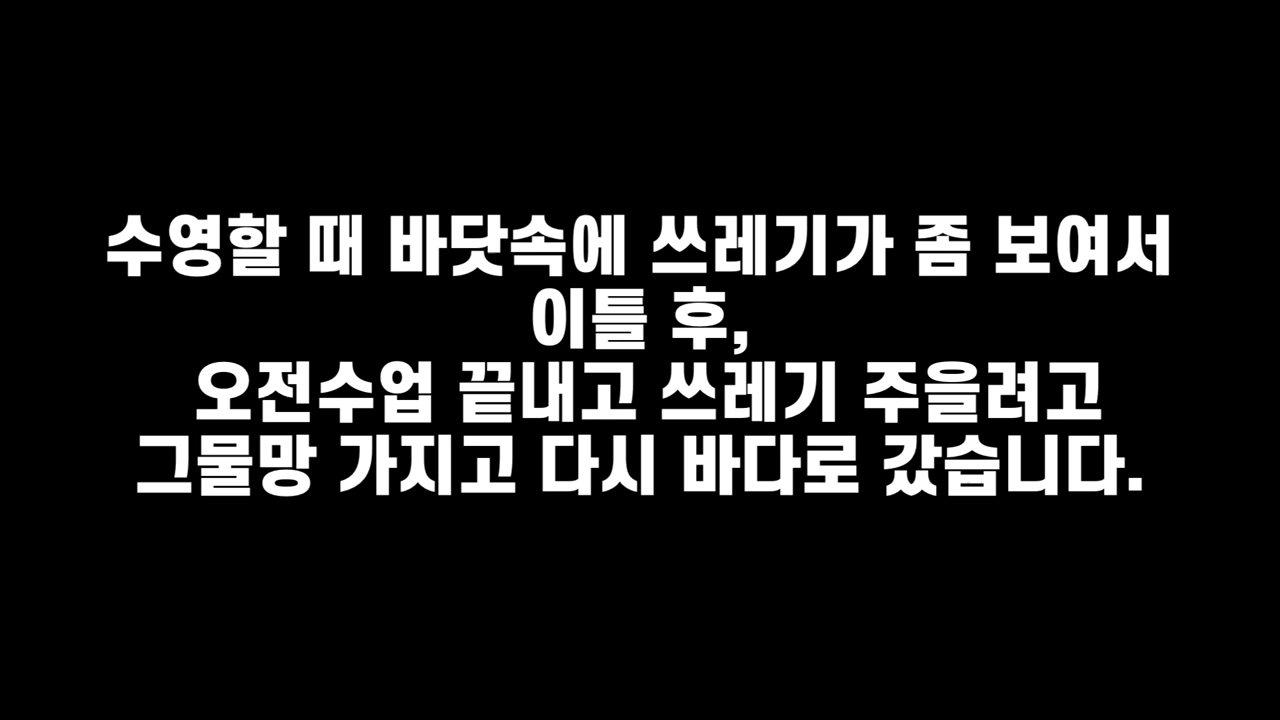 수영할 때 바닷속에 쓰레기가 좀 보여서
이틀 후,
오전수업 끝내고 쓰레기 주을려고
그물망 가지고 다시 바다로 갔습니다.